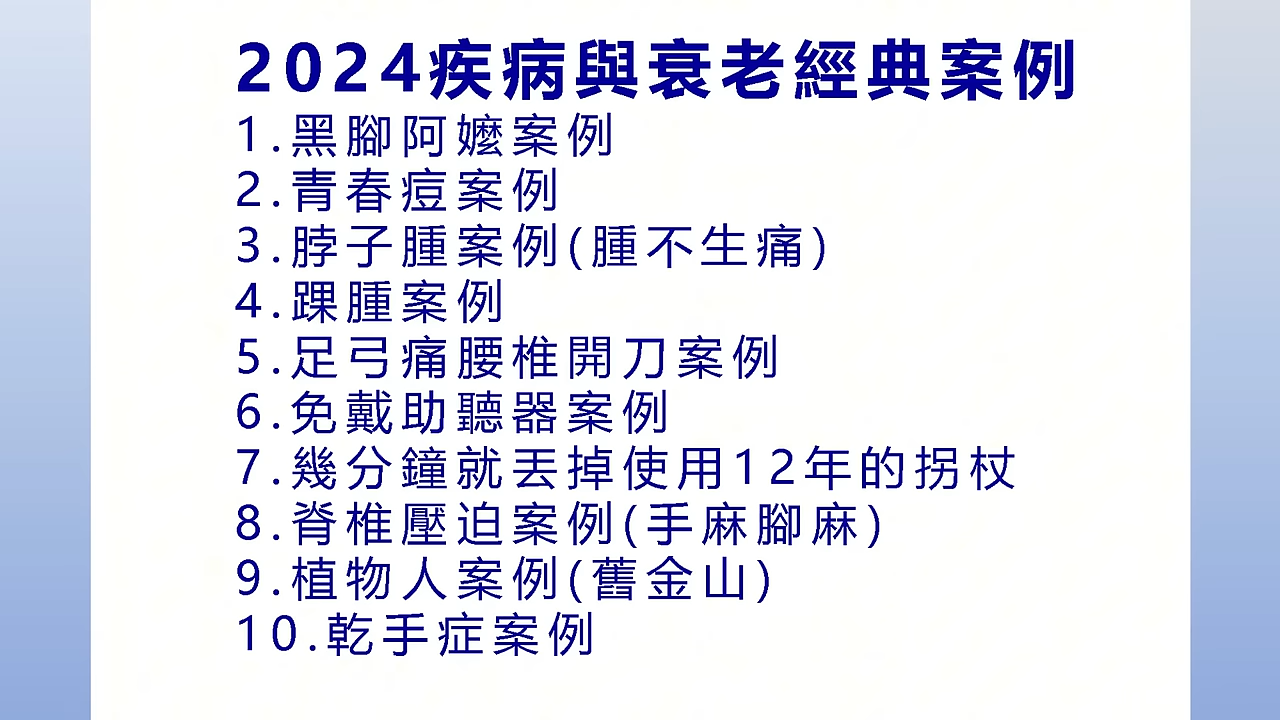 2024疾病與衰老經典案例
1.黑腳阿嬤案例
2.青春痘案例
3.脖子腫案例(腫不生痛)
4.踝腫案例
5.足弓痛腰椎開刀案例
6.免戴助聽器案例
7.幾分鐘就丟掉使用12年的拐杖
8.脊椎壓迫案例(手麻腳麻)
9.植物人案例(舊金山)
10.乾手症案例